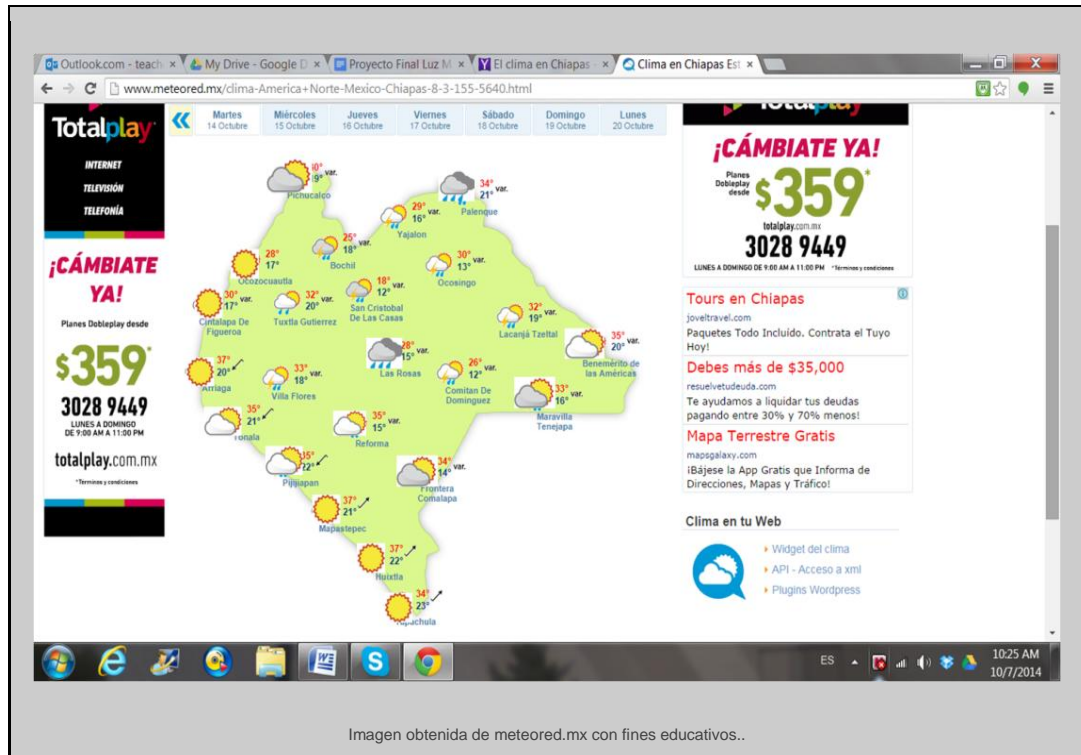 Outlook.com - teach
My Drive - Google D
Proyecto Final Luz M
El clima en Chiapas -
Clima en Chiapas Est
www.meteored.mx/clima-America+Norte-Mexico-Chiapas-8-3-155-5640.html
Totalplay
INTERNET
TELEVISIÓN
TELEFONÍA
¡CÁMBIATE
YA!
Planes Dobleplay desde
$359*
3028 9449
LUNES A DOMINGO
DE 9:00 AM A 11:00 PM
totalplay.com.mx
*Términos y condiciones
Martes Miércoles Jueves Viernes Sábado Domingo Lunes
14 Octubre 15 Octubre 16 Octubre 17 Octubre 18 Octubre 19 Octubre 20 Octubre
9° var.
Pichucalco
34°
21° var.
Palenque
29°
16° var.
Yajalon
25°
18° var.
Bochil
28°
17°
Ocozocuautla
30°
13° var.
Ocosingo
30°
17° var.
Cintalapa De
Figueroa
32°
20° var.
Tuxtla Gutierrez
18°
12° var.
San Cristobal
De Las Casas
32°
19° var.
Lacanjá Tzeltal
35°
20° var.
Benemérito de
las Américas
37°
20°
Arriaga
33°
18° var.
Villa Flores
28°
15° var.
Las Rosas
26°
12° var.
Comitan De
Dominguez
33°
16° var.
Maravilla
Tenejapa
35°
21°
Tonala
35°
15° var.
Reforma
35°
22°
Pijijiapan
34°
14° var.
Frontera
Comalapa
37°
21°
Mapastepec
37°
22°
Huixtla
34°
23°
Tapachula
¡CÁMBIATE YA!
Planes
Dobleplay
desde
$359*
totalplay.com.mx
3028 9449
LUNES A DOMINGO DE 9:00 AM A 11:00 PM *Términos y condiciones
Tours en Chiapas
joveltravel.com
Paquetes Todo Incluído. Contrata el Tuyo
Hoy!
Debes más de $35,000
resuelvetudeuda.com
Te ayudamos a liquidar tus deudas
pagando entre 30% y 70% menos!
Mapa Terrestre Gratis
mapsgalaxy.com
¡Bájese la App Gratis que Informa de
Direcciones, Mapas y Tráfico!
Clima en tu Web
Widget del clima
API - Acceso a xml
Plugins Wordpress
ES
10:25 AM
10/7/2014
Imagen obtenida de meteored.mx con fines educativos..